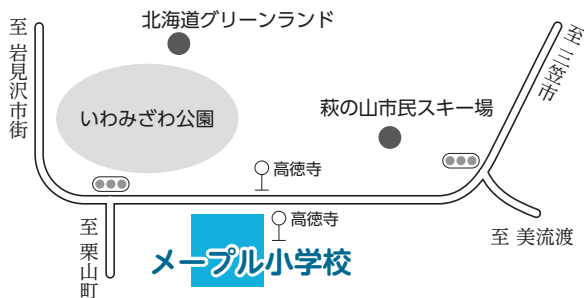 北海道グリーンランド
至 岩見沢市街
至 三笠市
いわみざわ公園
萩の山市民スキー場
高徳寺
高徳寺
至 栗山町
メープル小学校
至 美流渡